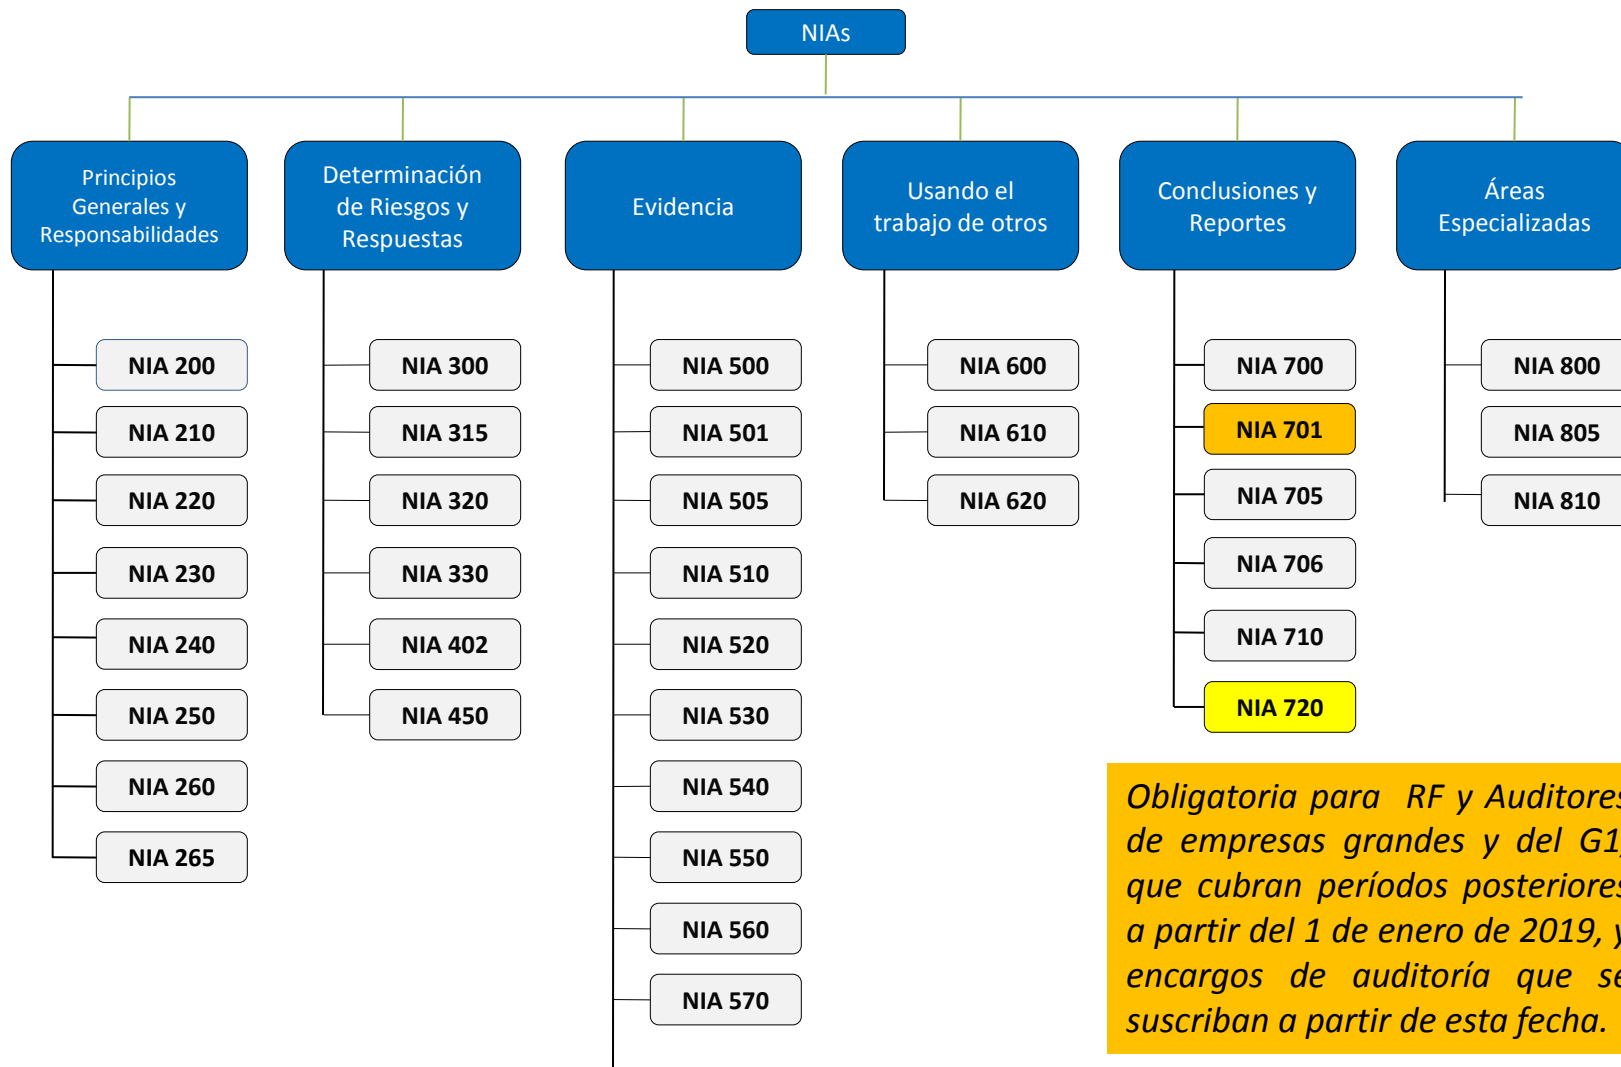 NIAs
Principios
Generales y
Responsabilidades
Determinación
de Riesgos y
Respuestas
Evidencia
Usando el
trabajo de otros
Conclusiones y
Reportes
Áreas
Especializadas
NIA 200
NIA 210
NIA 220
NIA 230
NIA 240
NIA 250
NIA 260
NIA 265
NIA 300
NIA 315
NIA 320
NIA 330
NIA 402
NIA 450
NIA 500
NIA 501
NIA 505
NIA 510
NIA 520
NIA 530
NIA 540
NIA 550
NIA 560
NIA 570
NIA 600
NIA 610
NIA 620
NIA 700
NIA 701
NIA 705
NIA 706
NIA 710
NIA 720
NIA 800
NIA 805
NIA 810
Obligatoria para RF y Auditores
de empresas grandes y del G1,
que cubran períodos posteriores
a partir del 1 de enero de 2019, y
encargos de auditoría que se
suscriban a partir de esta fecha.